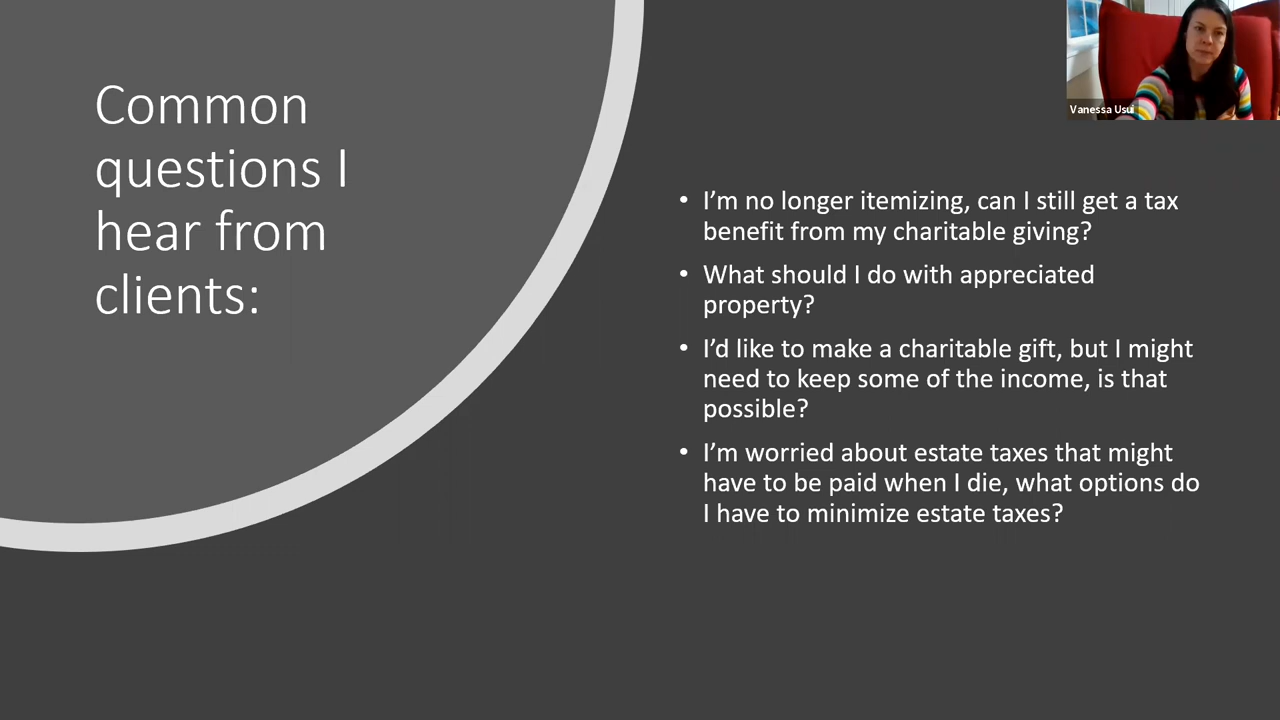 Common
questions I
hear from
clients:
Vanessa Usui
• I'm no longer itemizing, can I still get a tax
benefit from my charitable giving?
• What should I do with appreciated
property?
• I'd like to make a charitable gift, but I might
need to keep some of the income, is that
possible?
• I'm worried about estate taxes that might
have to be paid when I die, what options do
I have to minimize estate taxes?